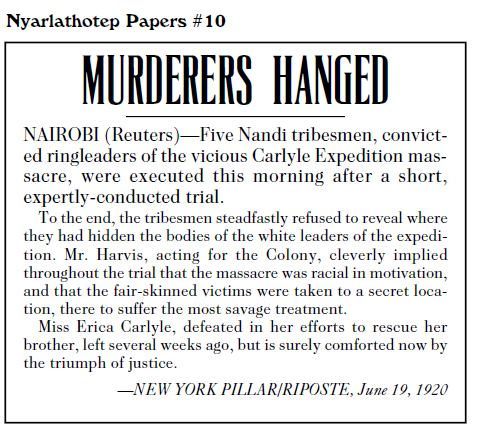 Nyarlathotep Papers #10
MURDERERS HANGED
NAIROBI (Reuters)—Five Nandi tribesmen, convict-
ed ringleaders of the vicious Carlyle Expedition mas-
sacre, were executed this morning after a short,
expertly-conducted trial.
To the end, the tribesmen steadfastly refused to reveal where
they had hidden the bodies of the white leaders of the expedi-
tion. Mr. Harvis, acting for the Colony, cleverly implied
throughout the trial that the massacre was racial in motivation,
and that the fair-skinned victims were taken to a secret loca-
tion, there to suffer the most savage treatment.
Miss Erica Carlyle, defeated in her efforts to rescue her
brother, left several weeks ago, but is surely comforted now by
the triumph of justice.
—NEW YORK PILLAR/RIPOSTE, June 19, 1920